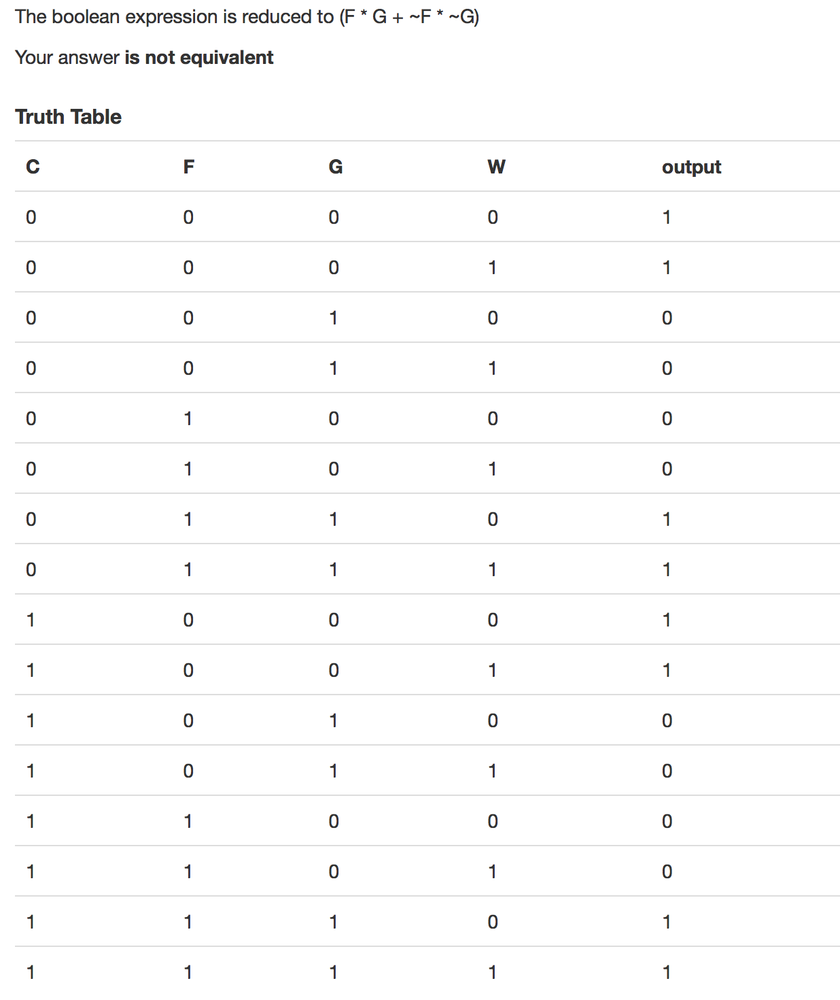 The boolean expression is reduced to (F * G + ~F * ~G)
Your answer is not equivalent
Truth Table
C F G W output
0 0 0 0 1
0 0 0 1 1
0 0 1 0 0
0 0 1 1 0
0 1 0 0 0
0 1 0 1 0
0 1 1 0 1
0 1 1 1 1
1 0 0 0 1
1 0 0 1 1
1 0 1 0 0
1 0 1 1 0
1 1 0 0 0
1 1 0 1 0
1 1 1 0 1
1 1 1 1 1